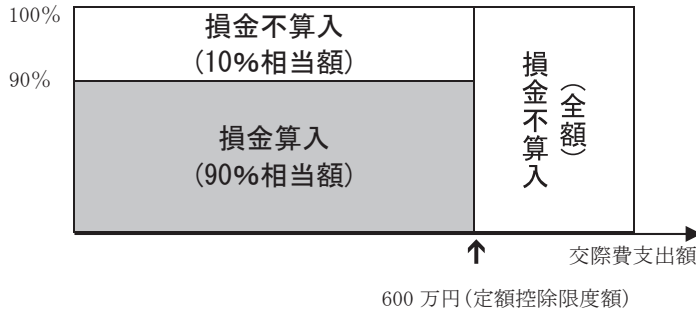 100%
損金不算入
(10%相当額)
90%
損金算入
(90%相当額)
損金不算入
(全額)
交際費支出額
600 万円(定額控除限度額)